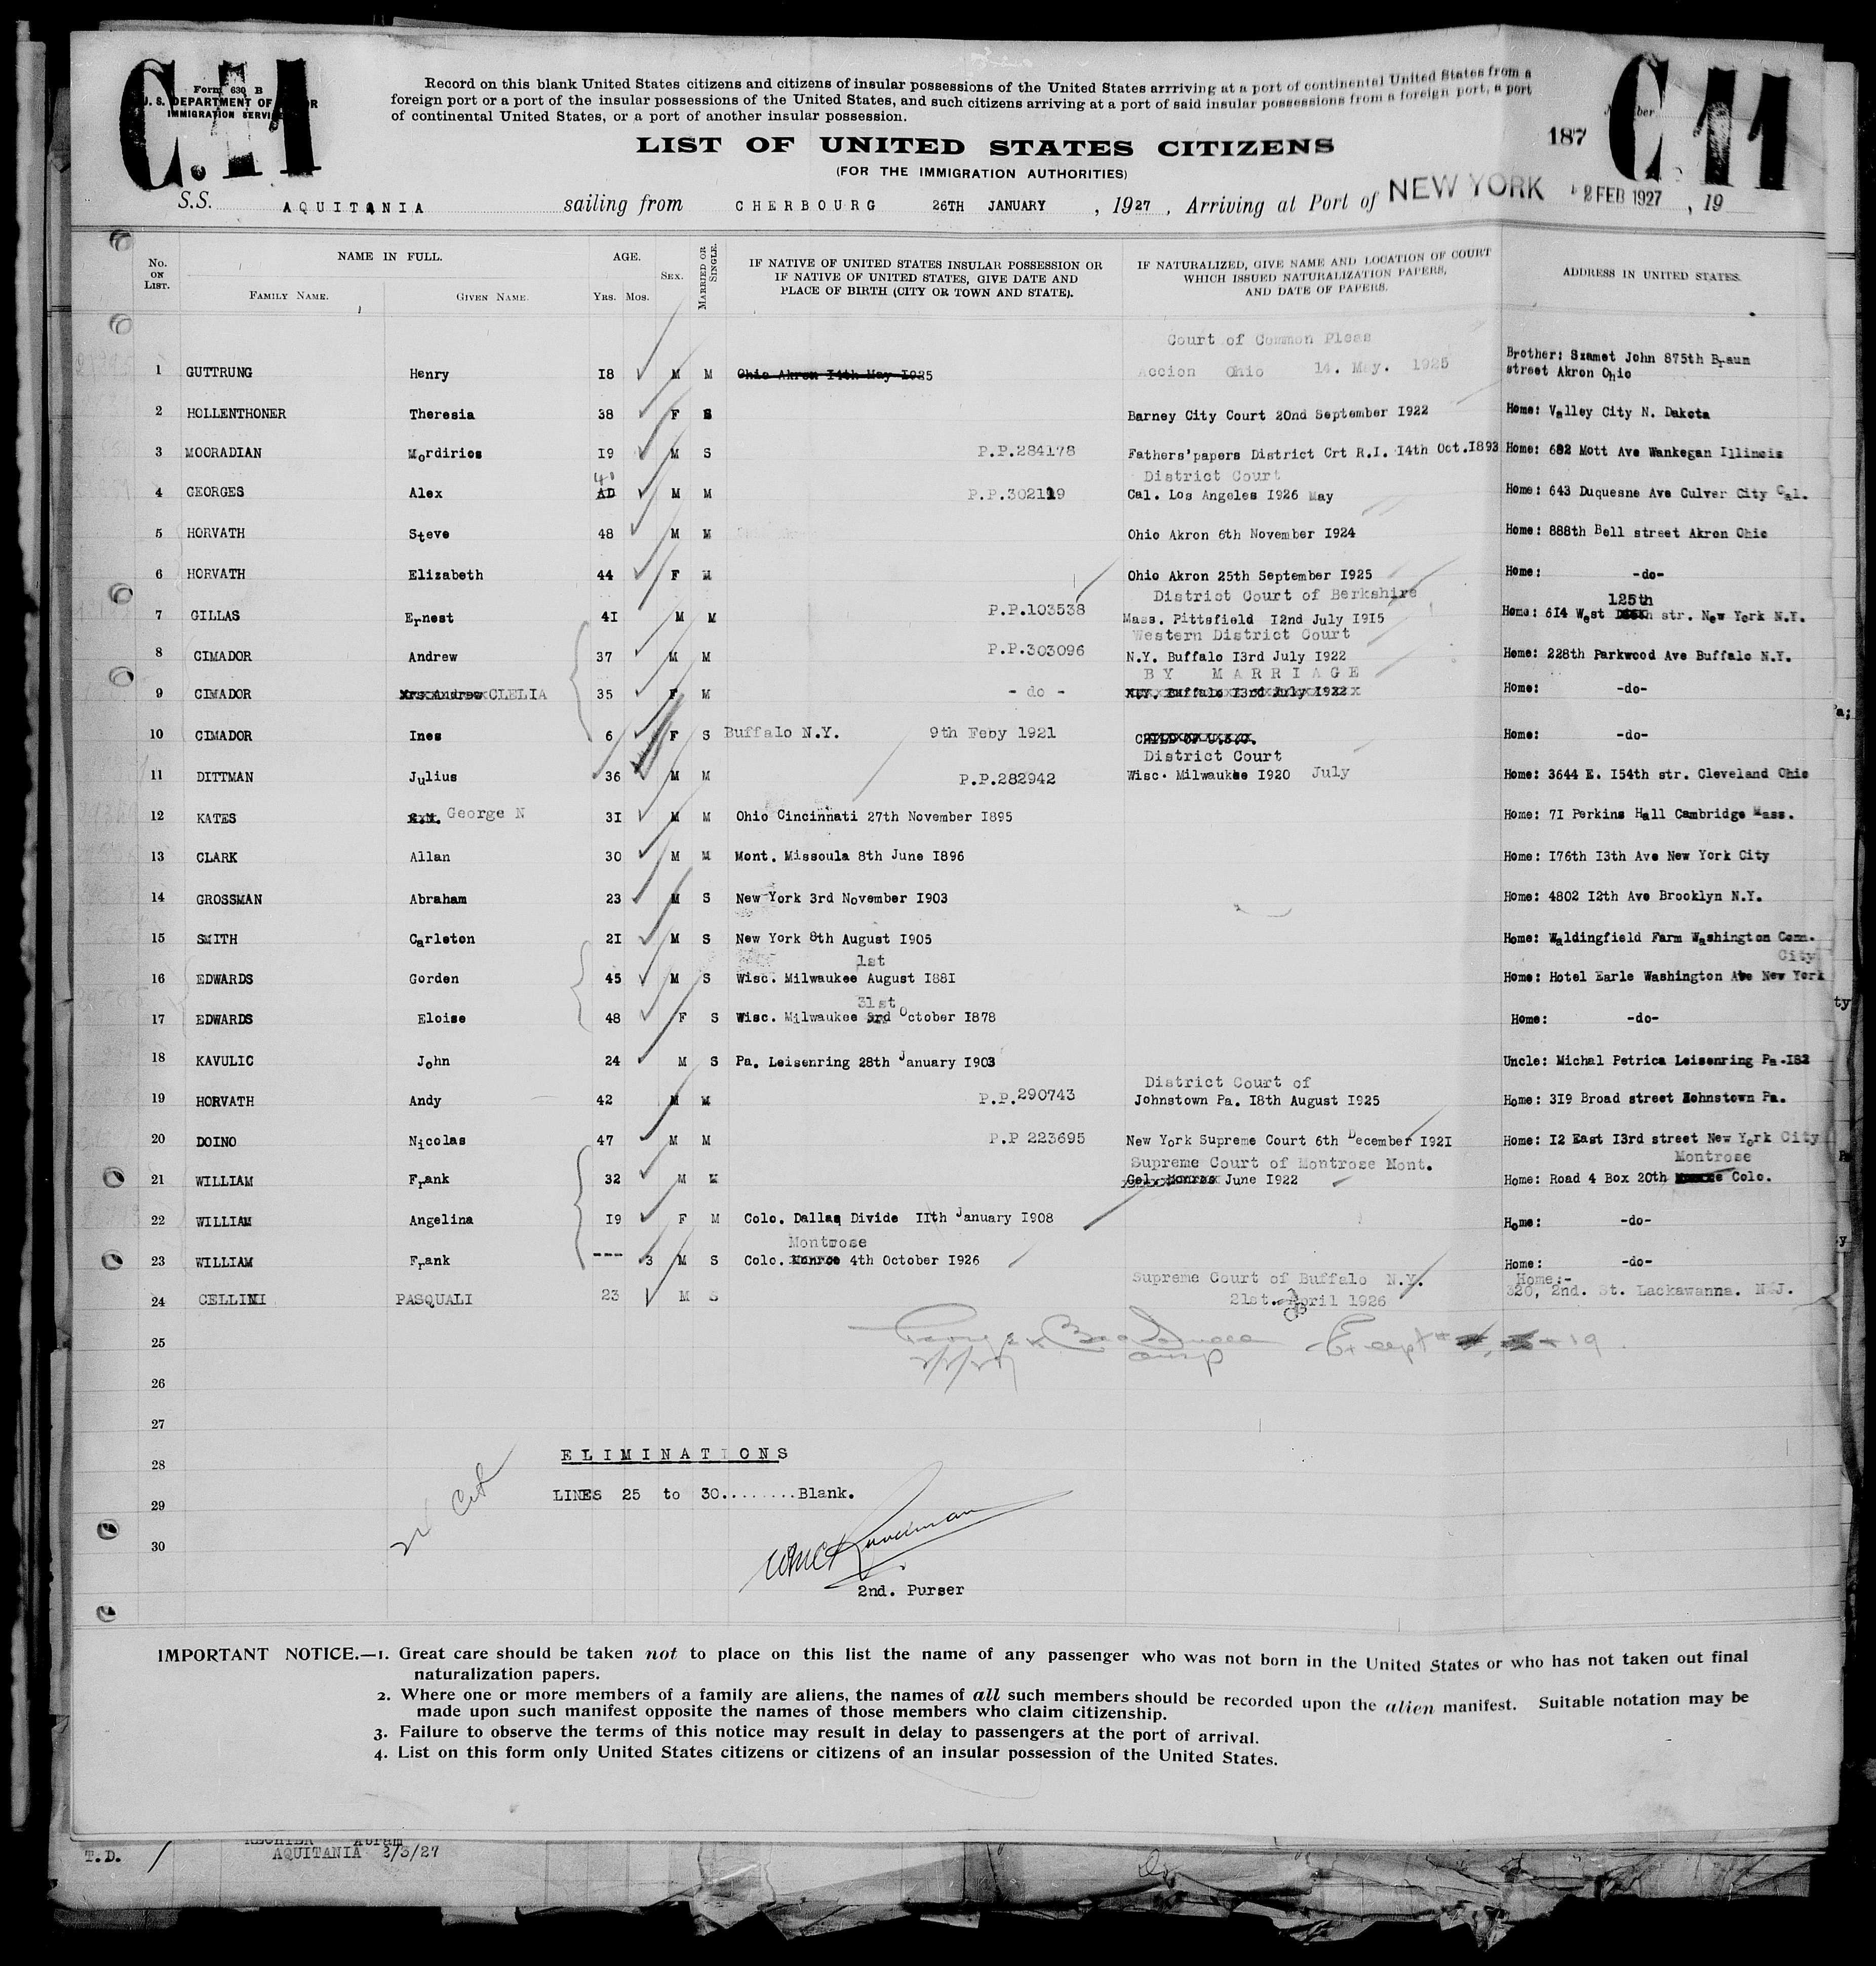 C.11
Form 630 B
U. S. DEPARTMENT OF
IMMIGRATION SERVICE
Record on this blank United States citizens and citizens of insular possessions of the United States arrriving at a port of continental United States from a
foreign port or a port of the insular possessions of the United States, and such citizens arriving at a port of said insular possessions from a foreign port, a port
of continental United States, or a port of another insular possession.
187
C 11
LIST OF UNITED STATES CITIZENS
(FOR THE IMMIGRATION AUTHORITIES)
S.S. AQUITANIA sailing from CHERBOURG 26TH JANUARY , 1927 , Arriving at Port of NEW YORK 2 FEB 1927 , 19
No. ON LIST. NAME IN FULL. FAMILY NAME. GIVEN NAME. AGE. YRS. MOS. SEX. MARRIED OR SINGLE. IF NATIVE OF UNITED STATES INSULAR POSSESSION OR IF NATIVE OF UNITED STATES, GIVE DATE AND PLACE OF BIRTH (CITY OR TOWN AND STATE). IF NATURALIZED, GIVE NAME AND LOCATION OF COURT WHICH ISSUED NATURALIZATION PAPERS, AND DATE OF PAPERS. ADDRESS IN UNITED STATES.
Court of Common Pleas
1 GUTTRUNG Henry 18 M M Ohio Akron 14th May 1925 Accion Ohio 14. May. 1925 Brother: Szamet John 875th Braun street Akron Ohio
2 HOLLENTHONER Theresia 38 F S Barney City Court 20nd September 1922 Home: Valley City N. Dakota
3 MOORADIAN Mordirios 19 M S P.P.284178 Fathers'papers District Crt R.I. 14th Oct.1893 Home: 682 Mott Ave Wankegan Illinois
District Court
4 GEORGES Alex 41 M M P.P.302119 Cal. Los Angeles 1926 May Home: 643 Duquesne Ave Culver City Cal.
5 HORVATH Steve 48 M M Ohio Akron 6th November 1924 Home: 888th Bell street Akron Ohio
6 HORVATH Elizabeth 44 F M Ohio Akron 25th September 1925 Home: -do-
District Court of Berkshire 125th
7 GILLAS Ernest 41 M M P.P.103538 Mass. Pittsfield 12nd July 1915 Home: 614 West str. New York N.Y.
Western District Court
8 CIMADOR Andrew 37 M M P.P.303096 N.Y. Buffalo 13rd July 1922 Home: 228th Parkwood Ave Buffalo N.Y.
BY MARRIAGE
9 CIMADOR Mrs Andrew CLELIA 35 F M - do - N.Y. Buffalo 13rd July 1922 Home: -do-
10 CIMADOR Ines 6 F S Buffalo N.Y. 9th Feby 1921 CHILD OF U.S.C. Home: -do-
District Court
11 DITTMAN Julius 36 M M P.P.282942 Wisc. Milwaukee 1920 July Home: 3644 E. 154th str. Cleveland Ohio
12 KATES George N 31 M M Ohio Cincinnati 27th November 1895 Home: 71 Perkins Hall Cambridge Mass.
13 CLARK Allan 30 M M Mont. Missoula 8th June 1896 Home: 176th 13th Ave New York City
14 GROSSMAN Abraham 23 M S New York 3rd November 1903 Home: 4802 12th Ave Brooklyn N.Y.
15 SMITH Carleton 21 M S New York 8th August 1905 Home: Waldingfield Farm Washington Conn.
1st City
16 EDWARDS Gorden 45 M S Wisc. Milwaukee August 1881 Home: Hotel Earle Washington Ave New York
31st
17 EDWARDS Eloise 48 F S Wisc. Milwaukee 3rd October 1878 Home: -do-
18 KAVULIC John 24 M S Pa. Leisenring 28th January 1903 Uncle: Michal Petrica Leisenring Pa.182
District Court of
19 HORVATH Andy 42 M M P.P.290743 Johnstown Pa. 18th August 1925 Home: 319 Broad street Johnstown Pa.
20 DOINO Nicolas 47 M M P.P 223695 New York Supreme Court 6th December 1921 Home: 12 East 13rd street New York City
Supreme Court of Montrose Mont. Montrose
21 WILLIAM Frank 32 M M Col. Monroe June 1922 Home: Road 4 Box 20th Monroe Colo.
22 WILLIAM Angelina 19 F M Colo. Dallas Divide 11th January 1908 Home: -do-
Montrose
23 WILLIAM Frank --- 3 M S Colo. Monroe 4th October 1926 Home: -do-
Supreme Court of Buffalo N.Y. Home:-
24 CELLINI PASQUALI 23 M S 21st. April 1926 320, 2nd. St. Lackawanna. N.J.
25 Except 19
26
27
28 ELIMINATIONS
29 LINES 25 to 30........Blank.
30
2nd. Purser
IMPORTANT NOTICE.—1. Great care should be taken not to place on this list the name of any passenger who was not born in the United States or who has not taken out final
naturalization papers.
2. Where one or more members of a family are aliens, the names of all such members should be recorded upon the alien manifest. Suitable notation may be
made upon such manifest opposite the names of those members who claim citizenship.
3. Failure to observe the terms of this notice may result in delay to passengers at the port of arrival.
4. List on this form only United States citizens or citizens of an insular possession of the United States.
Abram
T.D. / AQUITANIA 2/3/27